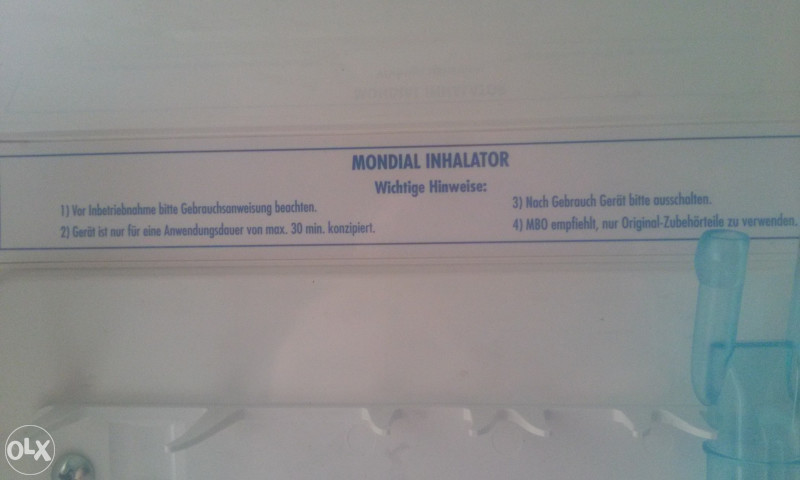 MONDIAL INHALATOR
Wichtige Hinweise:
1) Vor Inbetriebnahme bitte Gebrauchsanweisung beachten.
2) Gerät ist nur für eine Anwendungsdauer von max. 30 min. konzipiert.
3) Nach Gebrauch Gerät bitte ausschalten.
4) MBO empfiehlt, nur Original-Zubehörteile zu verwenden.
OLX